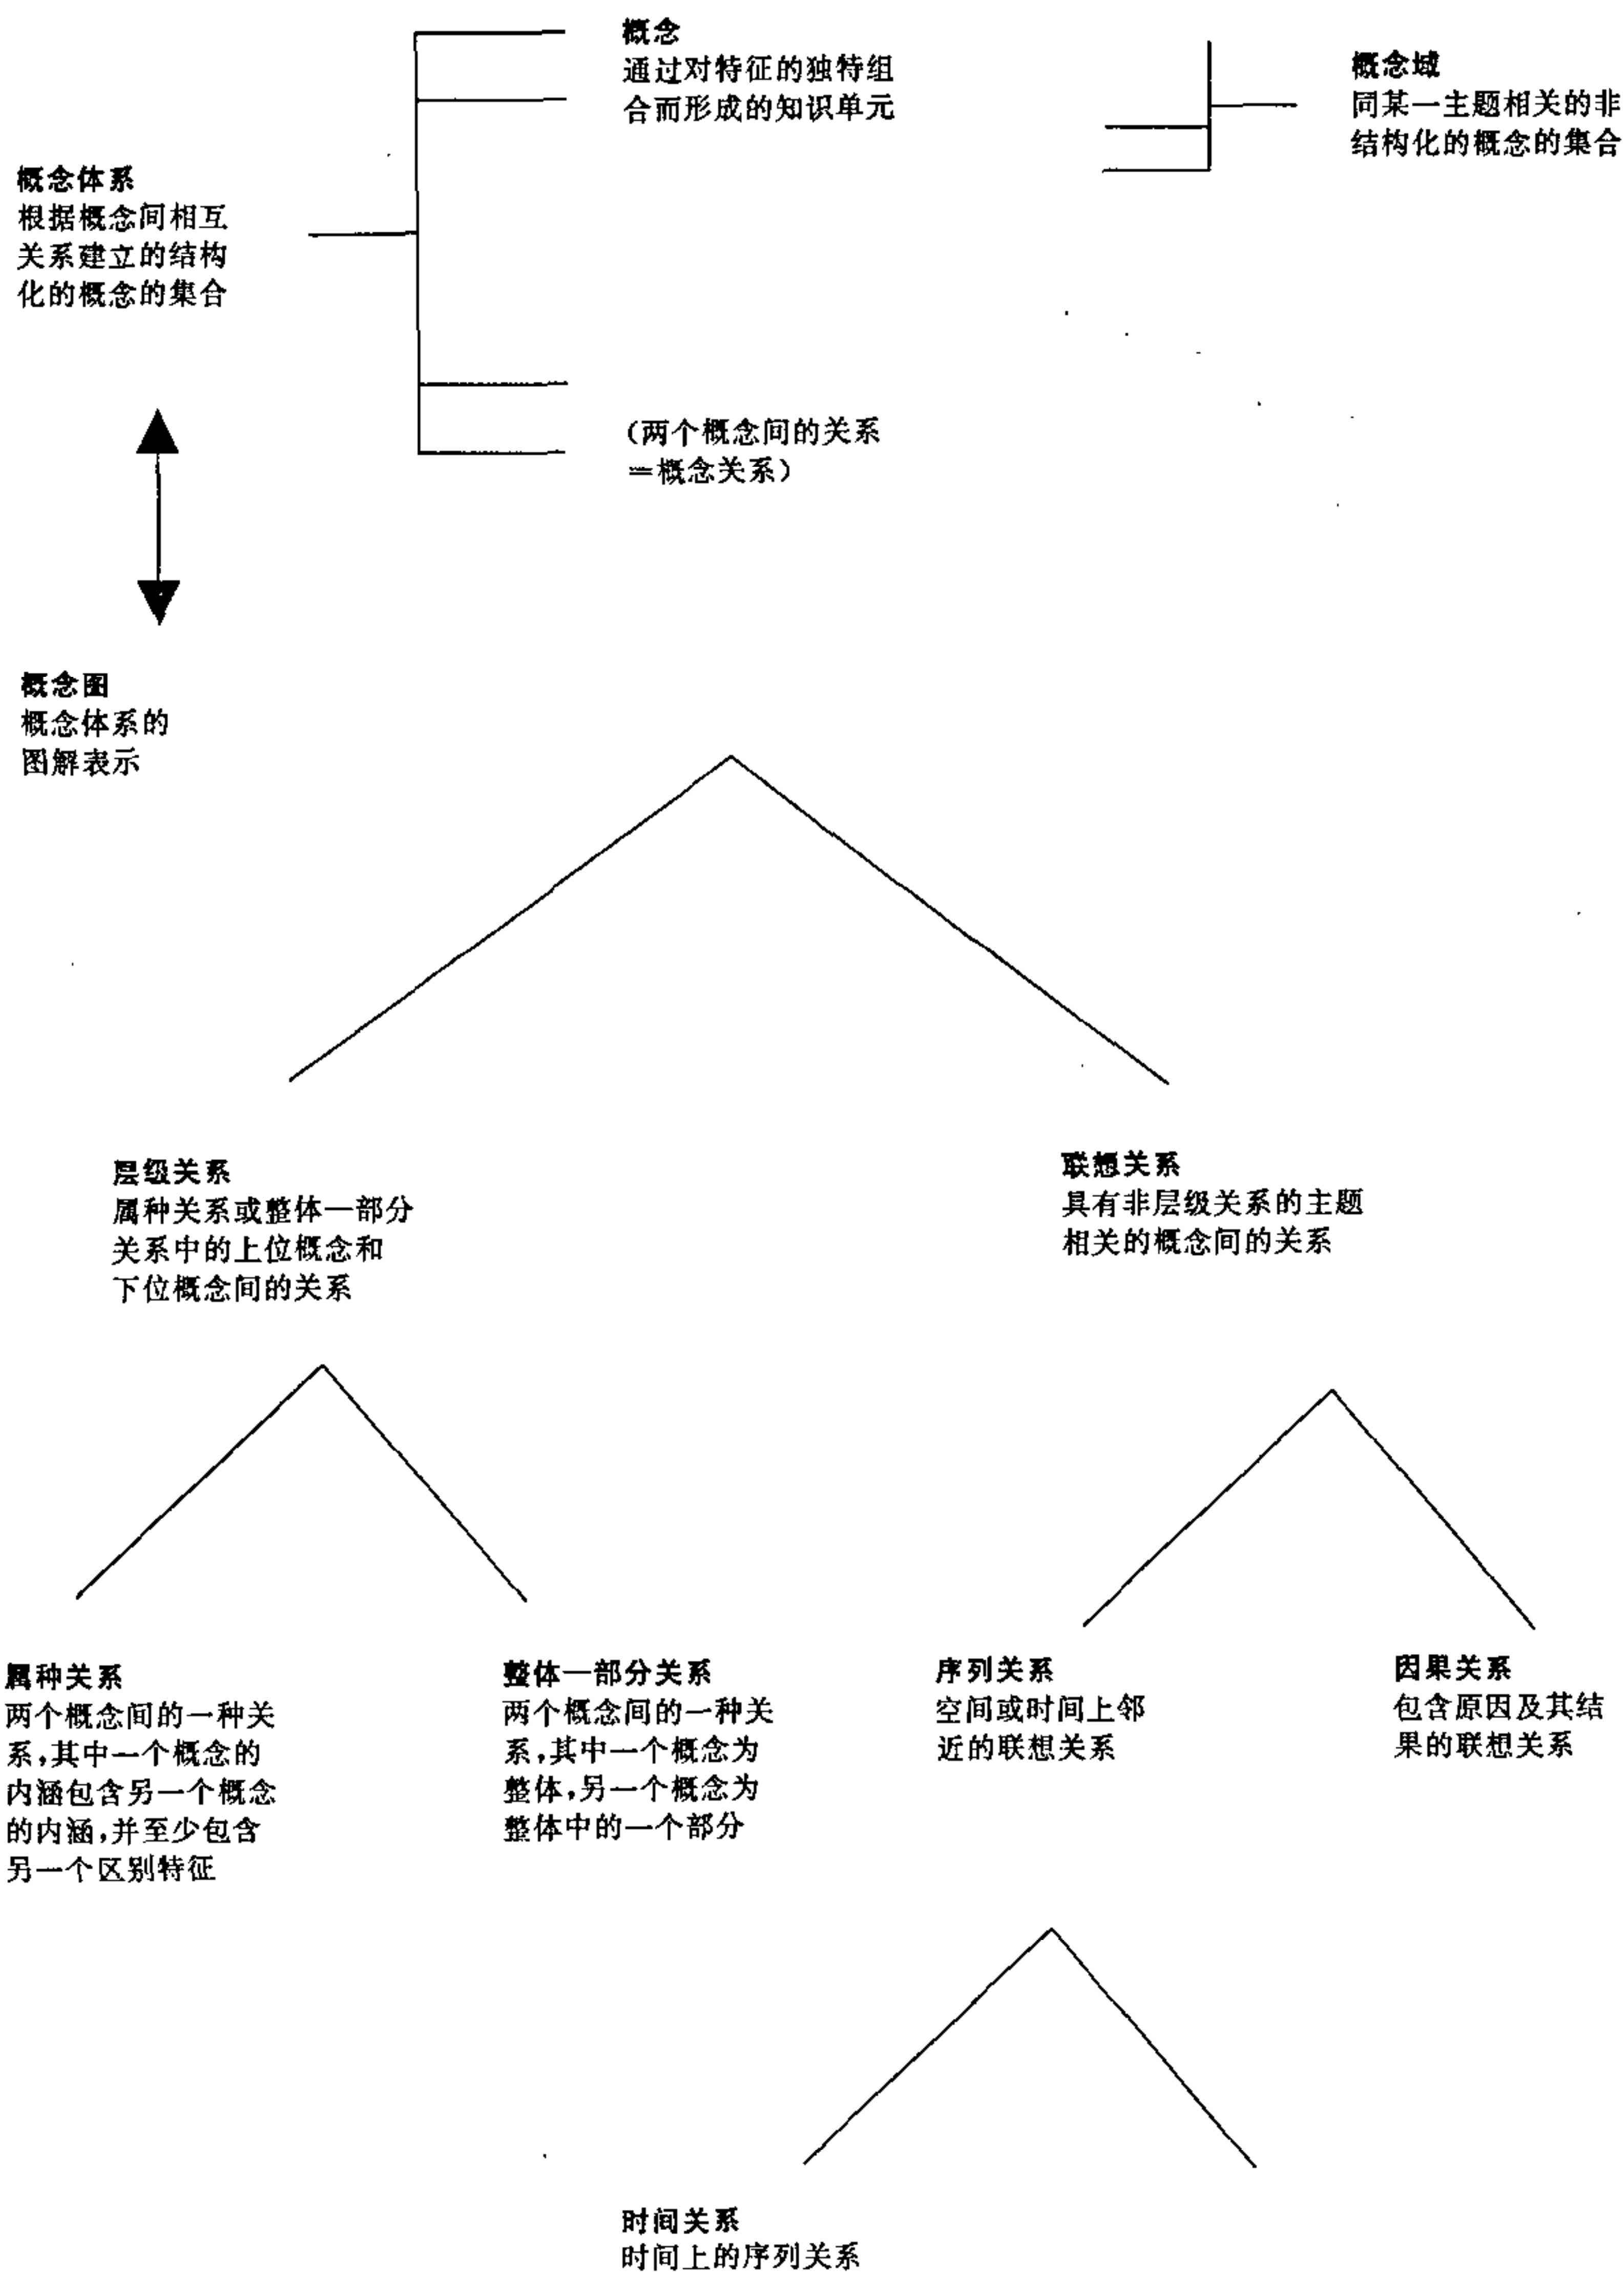 概念
通过对特征的独特组
合而形成的知识单元
概念域
同某一主题相关的非
结构化的概念的集合
概念体系
根据概念间相互
关系建立的结构
化的概念的集合
(两个概念间的关系
=概念关系)
概念图
概念体系的
图解表示
层级关系
属种关系或整体—部分
关系中的上位概念和
下位概念间的关系
联想关系
具有非层级关系的主题
相关的概念间的关系
属种关系
两个概念间的一种关
系,其中一个概念的
内涵包含另一个概念
的内涵,并至少包含
另一个区别特征
整体—部分关系
两个概念间的一种关
系,其中一个概念为
整体,另一个概念为
整体中的一个部分
序列关系
空间或时间上邻
近的联想关系
因果关系
包含原因及其结
果的联想关系
时间关系
时间上的序列关系